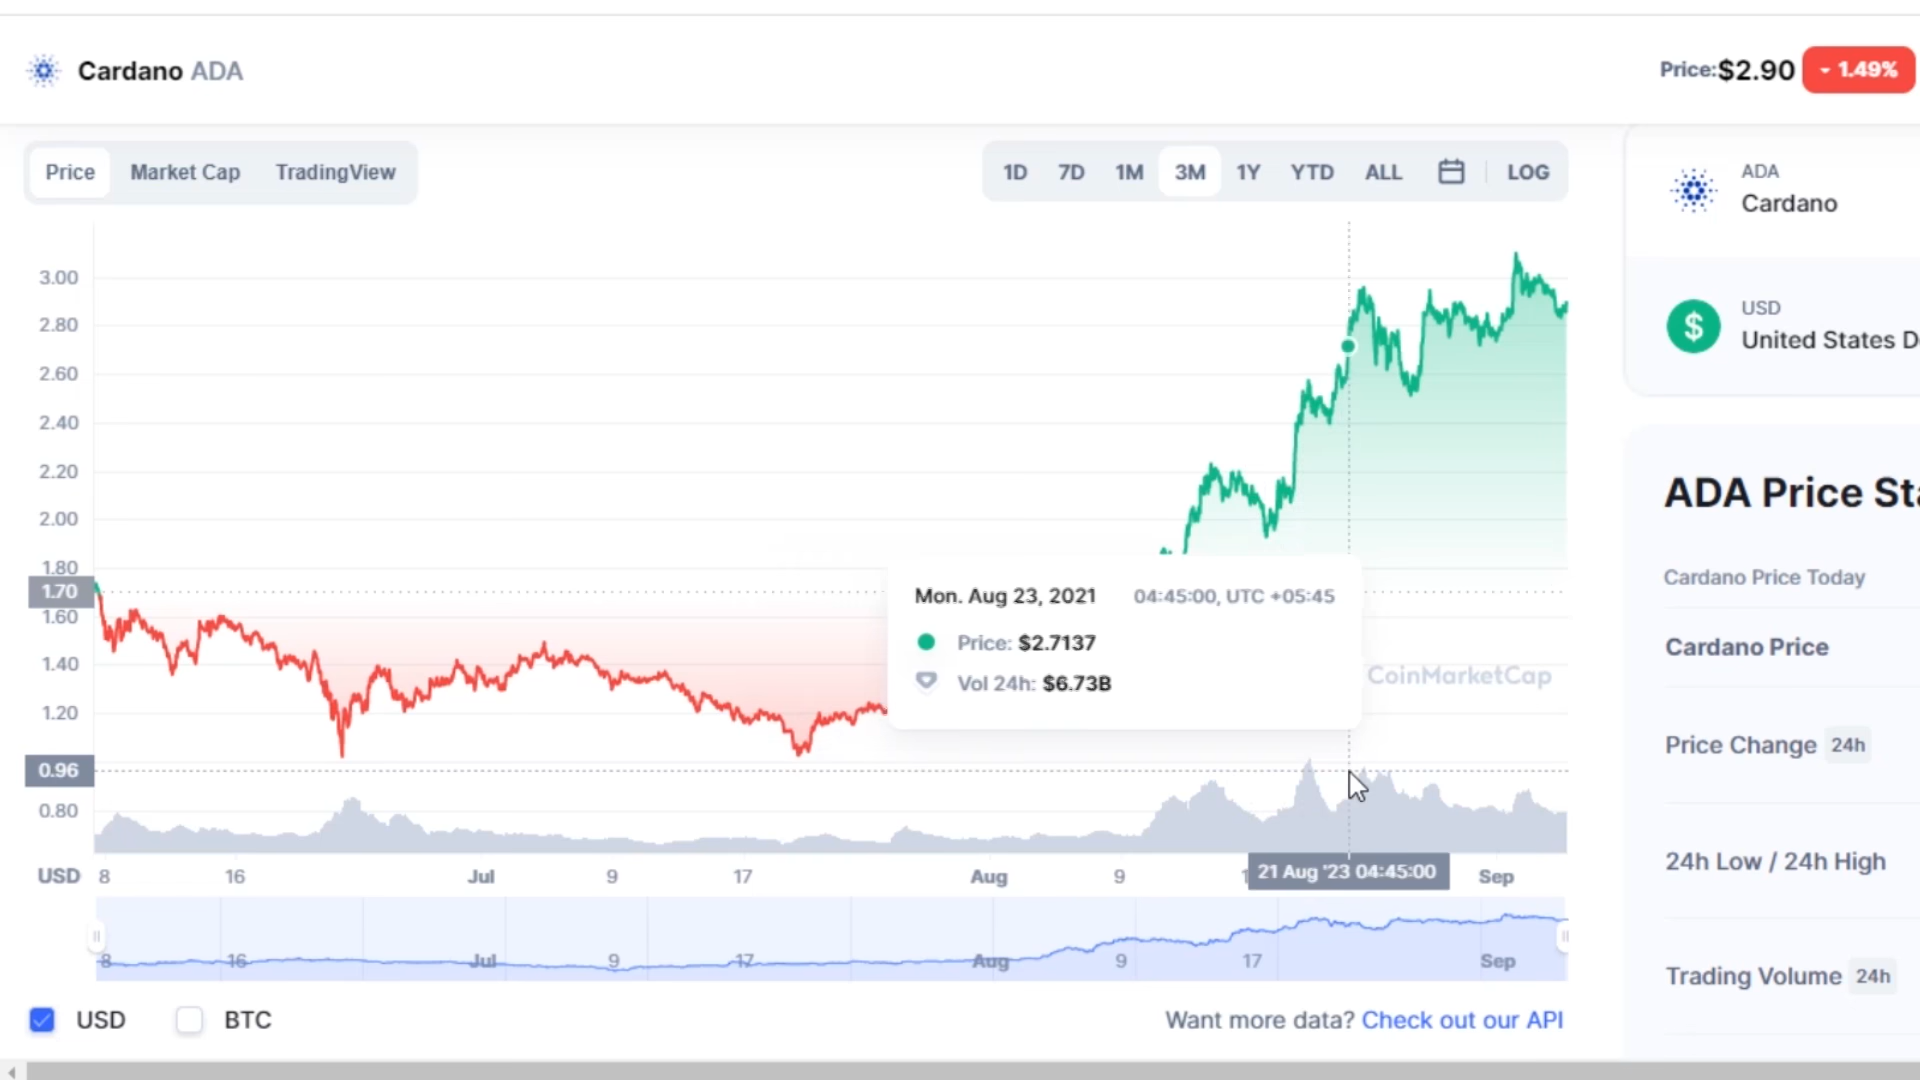 Cardano ADA
Price:$2.90 1.49%
Price Market Cap TradingView
1D 7D 1M 3M 1Y YTD ALL LOG
ADA
Cardano
USD
United States
ADA Price
Cardano Price Today
Cardano Price
Price Change 24h
24h Low / 24h High
Trading Volume 24h
3.00
2.80
2.60
2.40
2.20
2.00
1.80
1.70
1.60
1.40
1.20
0.96
0.80
Mon. Aug 23, 2021 04:45:00, UTC +05:45
Price: $2.7137
Vol 24h: $6.73B
CoinMarketCap
USD 8 16 Jul 9 17 Aug 9 21 Aug '23 04:45:00 Sep
8 16 Jul 9 17 Aug 9 17 Sep
USD BTC
Want more data? Check out our API